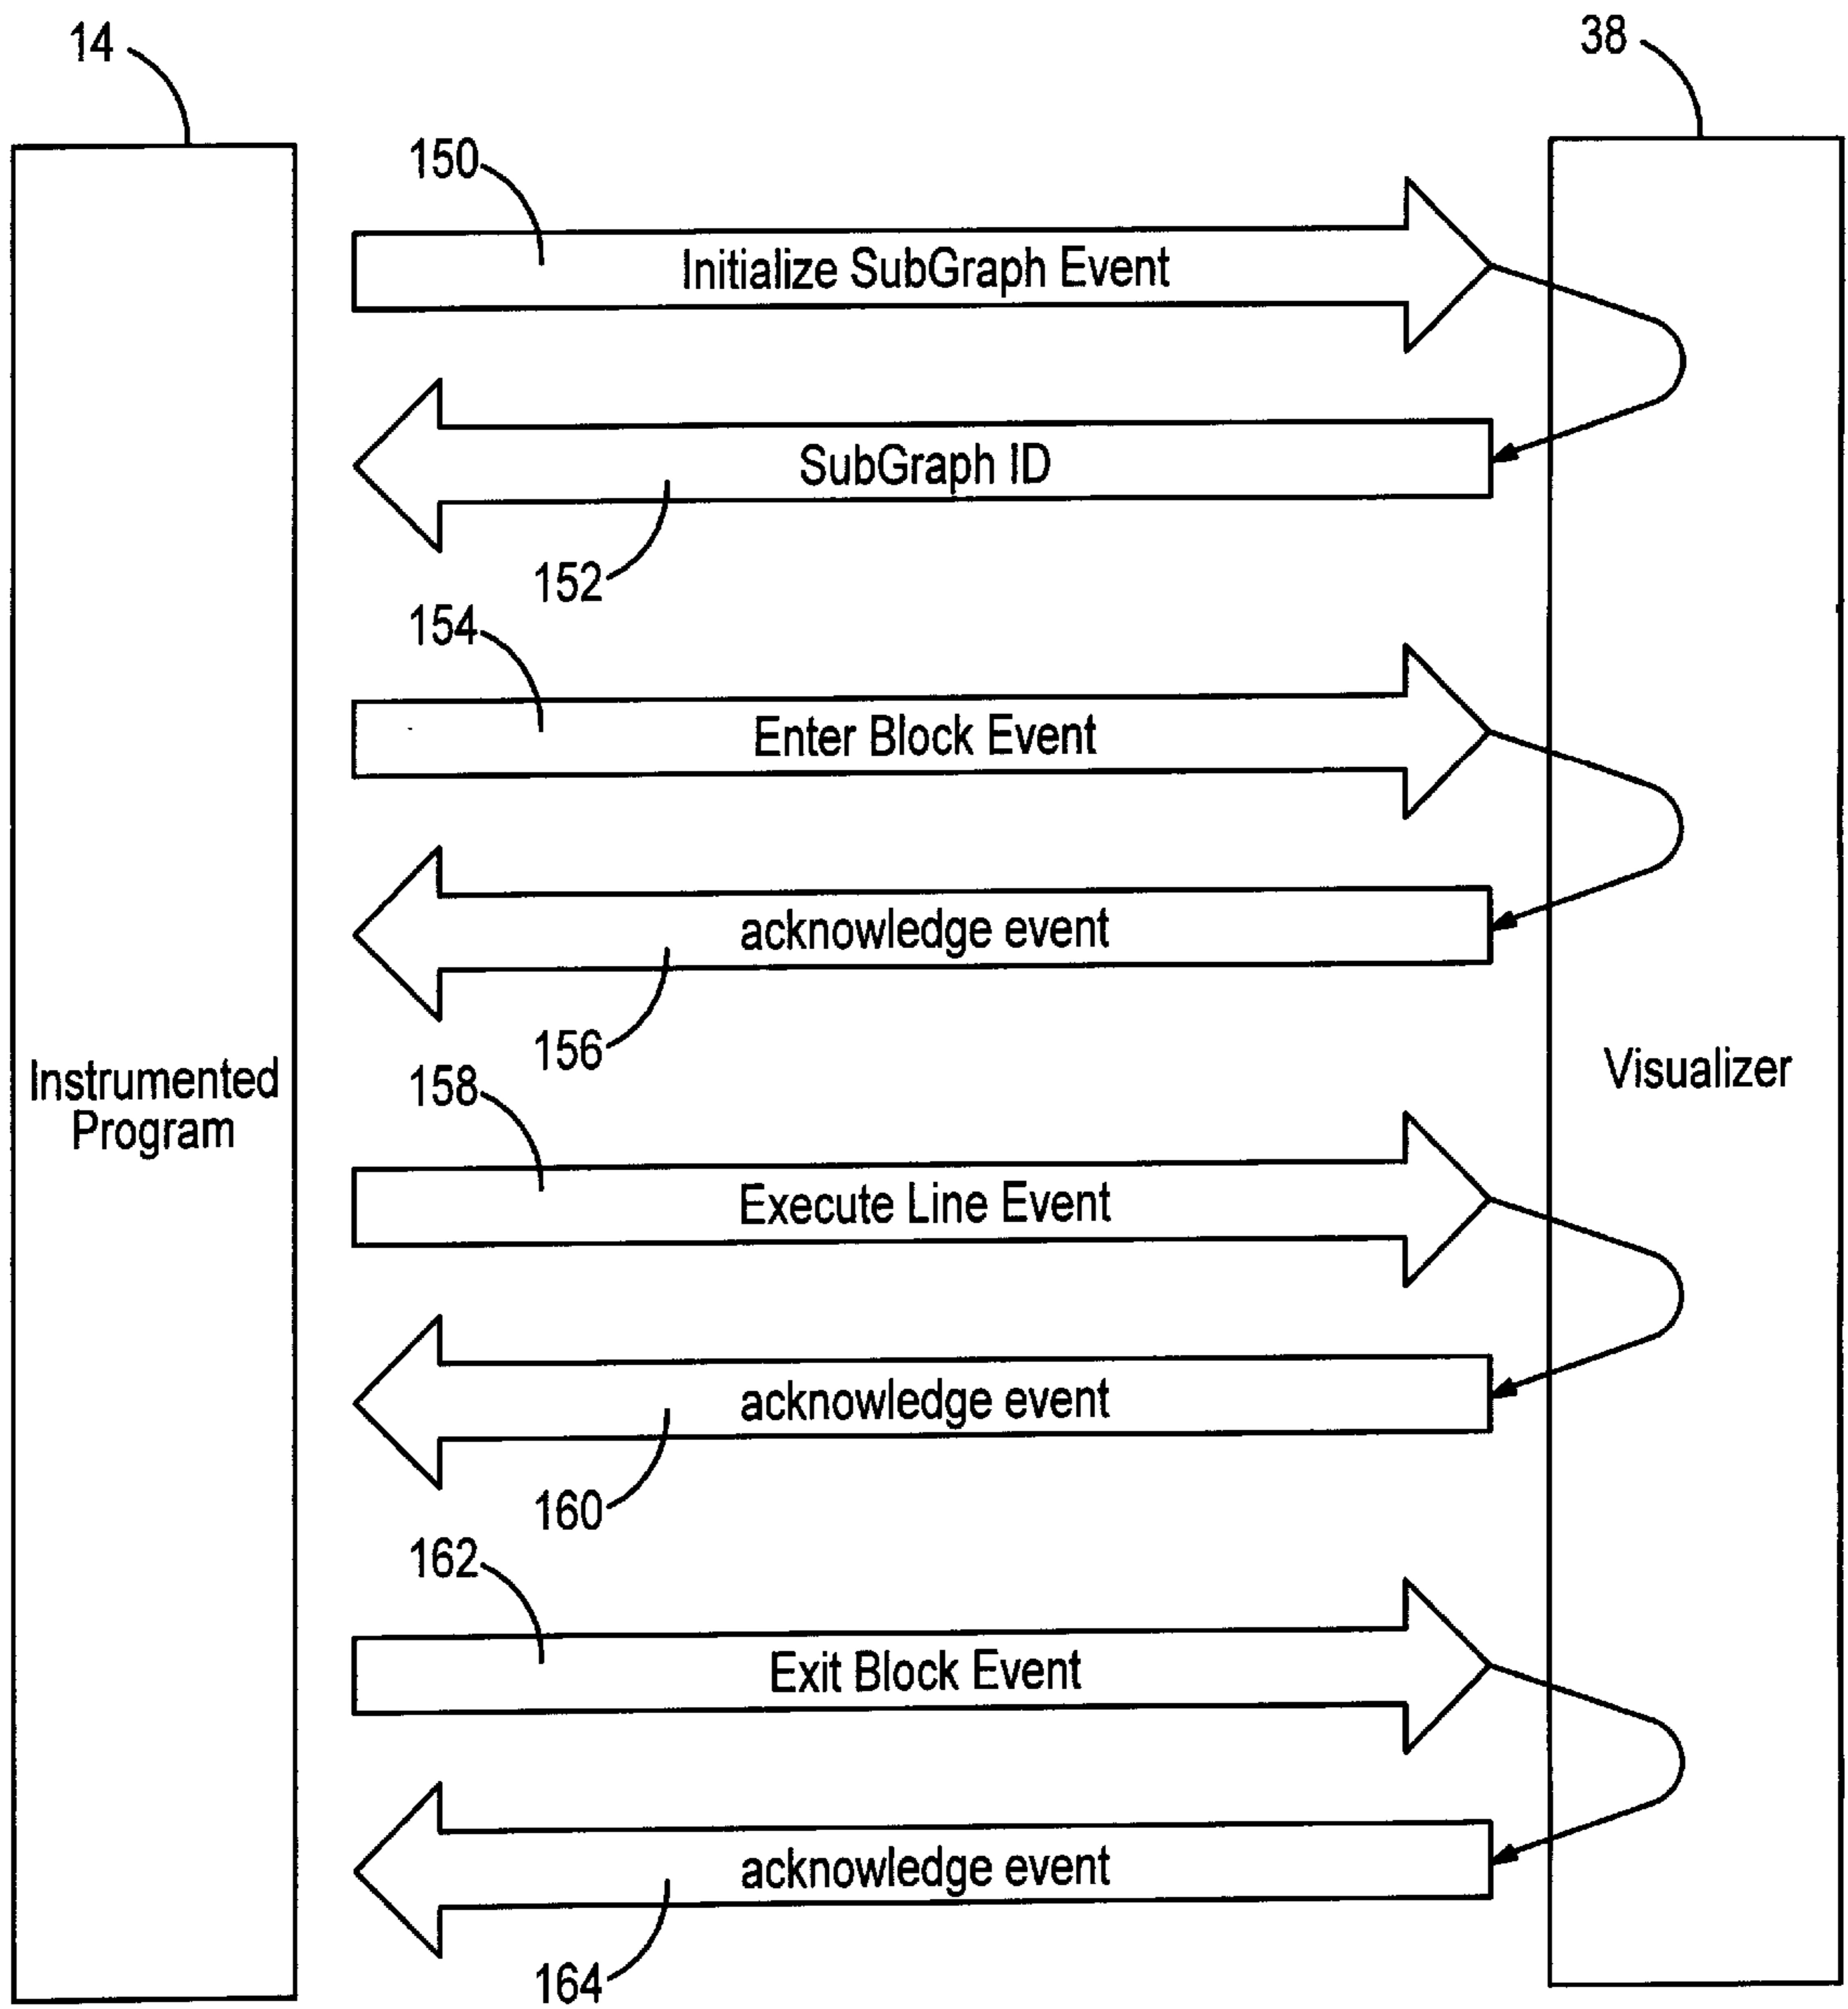 14
38
150
Initialize SubGraph Event
SubGraph ID
152
154
Enter Block Event
acknowledge event
156
Instrumented
Program
Visualizer
158
Execute Line Event
acknowledge event
160
162
Exit Block Event
acknowledge event
164